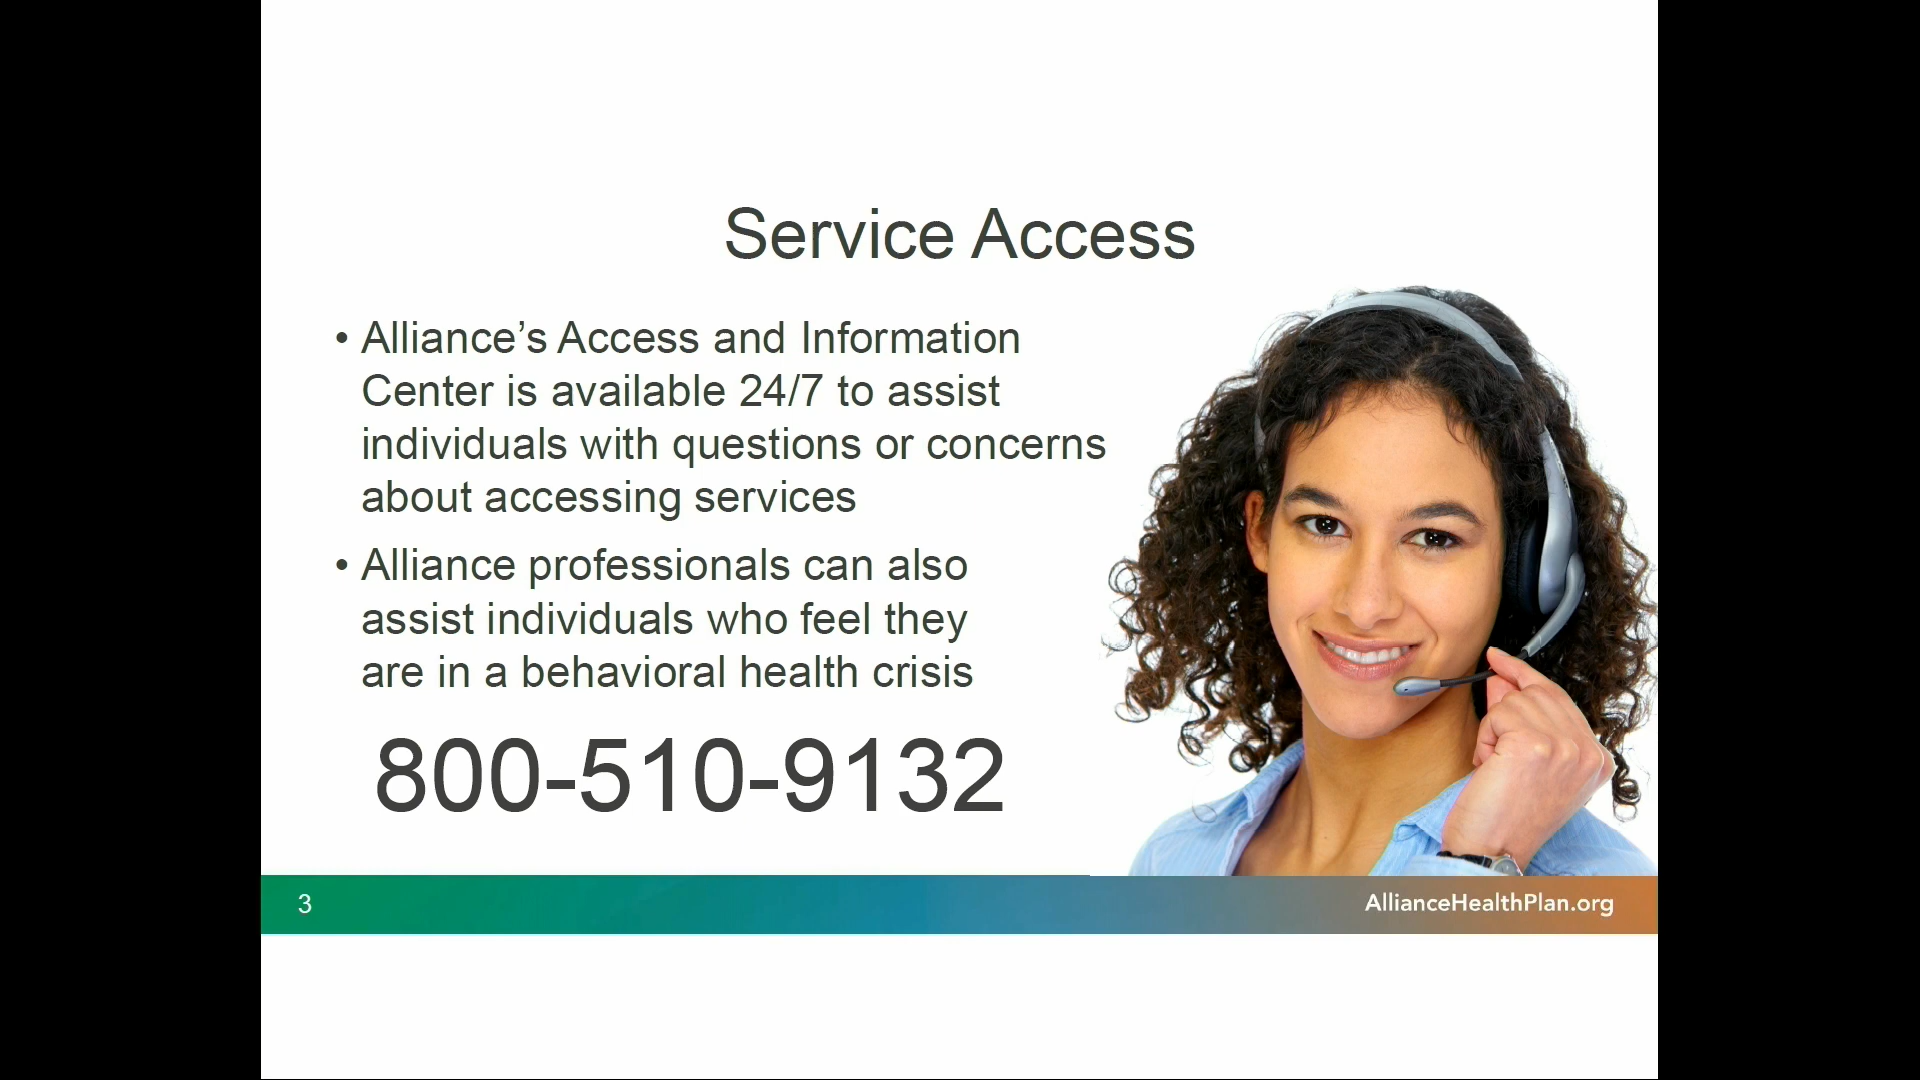 Service Access
• Alliance’s Access and Information
Center is available 24/7 to assist
individuals with questions or concerns
about accessing services
• Alliance professionals can also
assist individuals who feel they
are in a behavioral health crisis
800-510-9132
3
AllianceHealthPlan.org